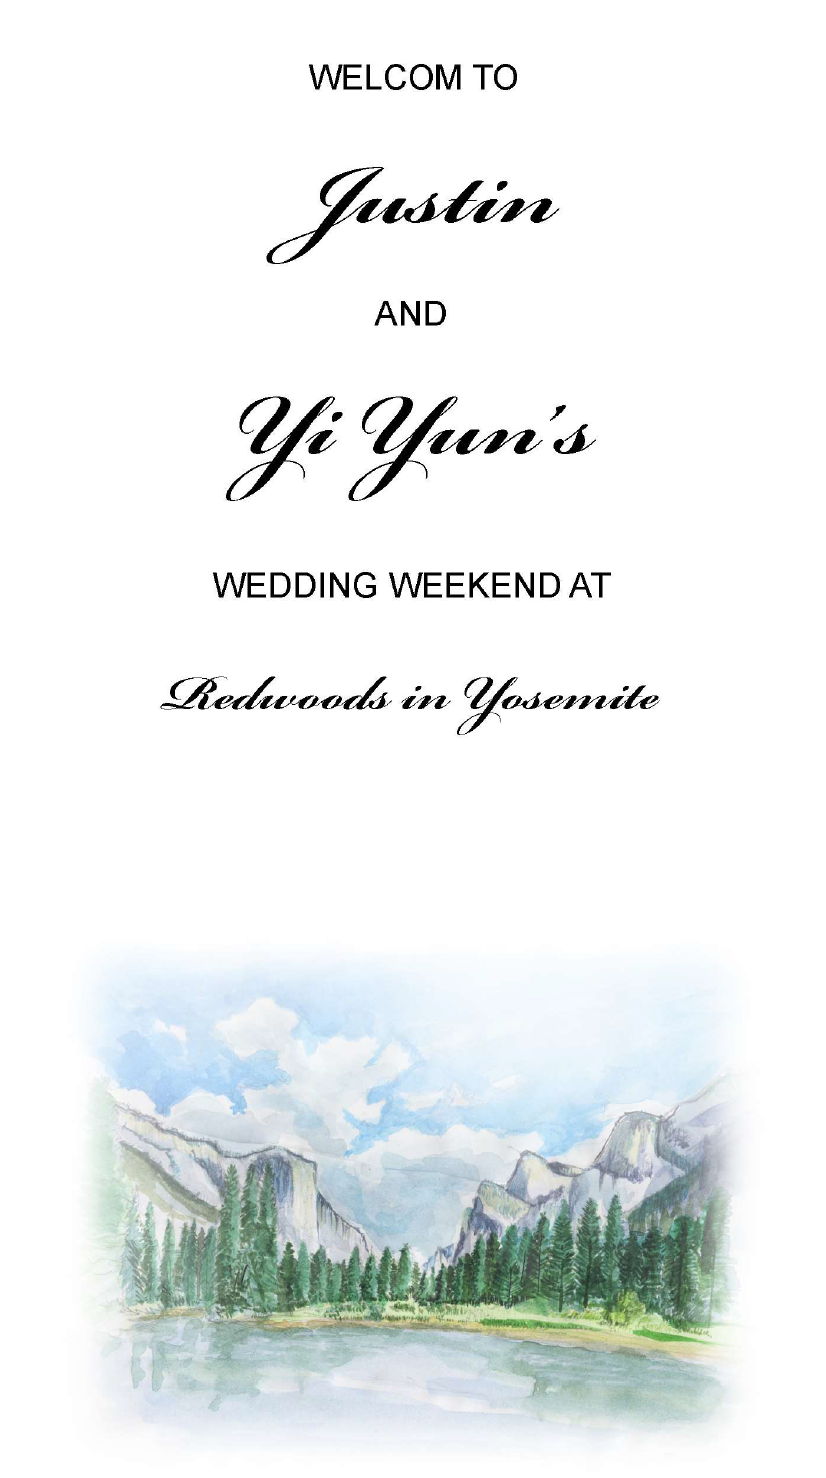 WELCOM TO
Justin
AND
Yi Yun's
WEDDING WEEKEND AT
Redwoods in Yosemite